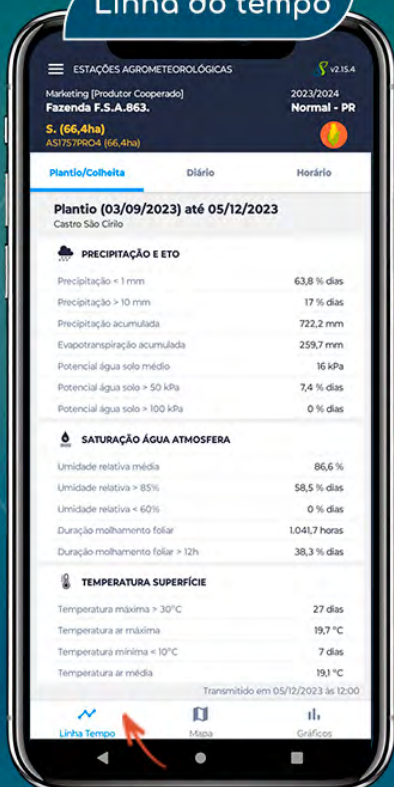 Linha do tempo
ESTAÇÕES AGROMETEOROLÓGICAS
v2.15.4
Marketing [Produtor Cooperado]
2023/2024
Fazenda F.S.A.863.
Normal - PR
S. (66,4ha)
AS1757PRO4 (66,4ha)
Plantio/Colheita
Diário
Horário
Plantio (03/09/2023) até 05/12/2023
Castro São Cirilo
PRECIPITAÇÃO E ETO
Precipitação < 1 mm 63,8 % dias
Precipitação > 10 mm 17 % dias
Precipitação acumulada 722,2 mm
Evapotranspiração acumulada 259,7 mm
Potencial água solo médio 16 kPa
Potencial água solo > 50 kPa 7,4 % dias
Potencial água solo > 100 kPa 0 % dias
SATURAÇÃO ÁGUA ATMOSFERA
Umidade relativa média 86,6 %
Umidade relativa > 85% 58,5 % dias
Umidade relativa < 60% 0 % dias
Duração molhamento foliar 1.041,7 horas
Duração molhamento foliar > 12h 38,3 % dias
TEMPERATURA SUPERFÍCIE
Temperatura máxima > 30°C 27 dias
Temperatura ar máxima 19,7 °C
Temperatura mínima < 10°C 7 dias
Temperatura ar média 19,1 °C
Transmitido em 05/12/2023 às 12:00
Linha Tempo
Mapa
Gráficos